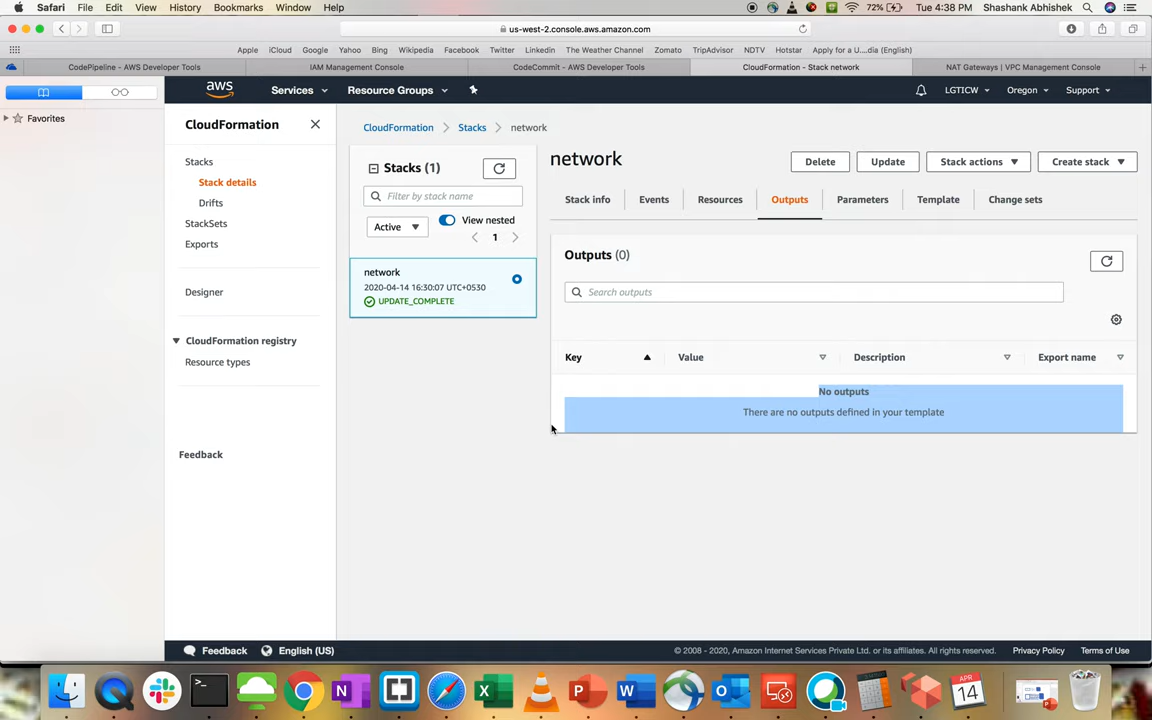 Safari File Edit View History Bookmarks Window Help 72% Tue 4:38 PM Shashank Abhishek
us-west-2.console.aws.amazon.com
Apple iCloud Google Yahoo Bing Wikipedia Facebook Twitter Linkedin The Weather Channel Zomato TripAdvisor NDTV Hotstar Apply for a U....dia (English)
CodePipeline - AWS Developer Tools IAM Management Console CodeCommit - AWS Developer Tools CloudFormation - Stack network NAT Gateways | VPC Management Console
aws Services Resource Groups LGTICW Oregon Support
Favorites
CloudFormation
Stacks
Stack details
Drifts
StackSets
Exports
Designer
CloudFormation registry
Resource types
Feedback
CloudFormation Stacks network
Stacks (1)
Filter by stack name
Active View nested
1
network
2020-04-14 16:30:07 UTC+0530
UPDATE_COMPLETE
network
Delete Update Stack actions Create stack
Stack info Events Resources Outputs Parameters Template Change sets
Outputs (0)
Search outputs
Key Value Description Export name
No outputs
There are no outputs defined in your template
Feedback English (US) © 2008 - 2020, Amazon Internet Services Private Ltd. or its affiliates. All rights reserved. Privacy Policy Terms of Use
APR
14